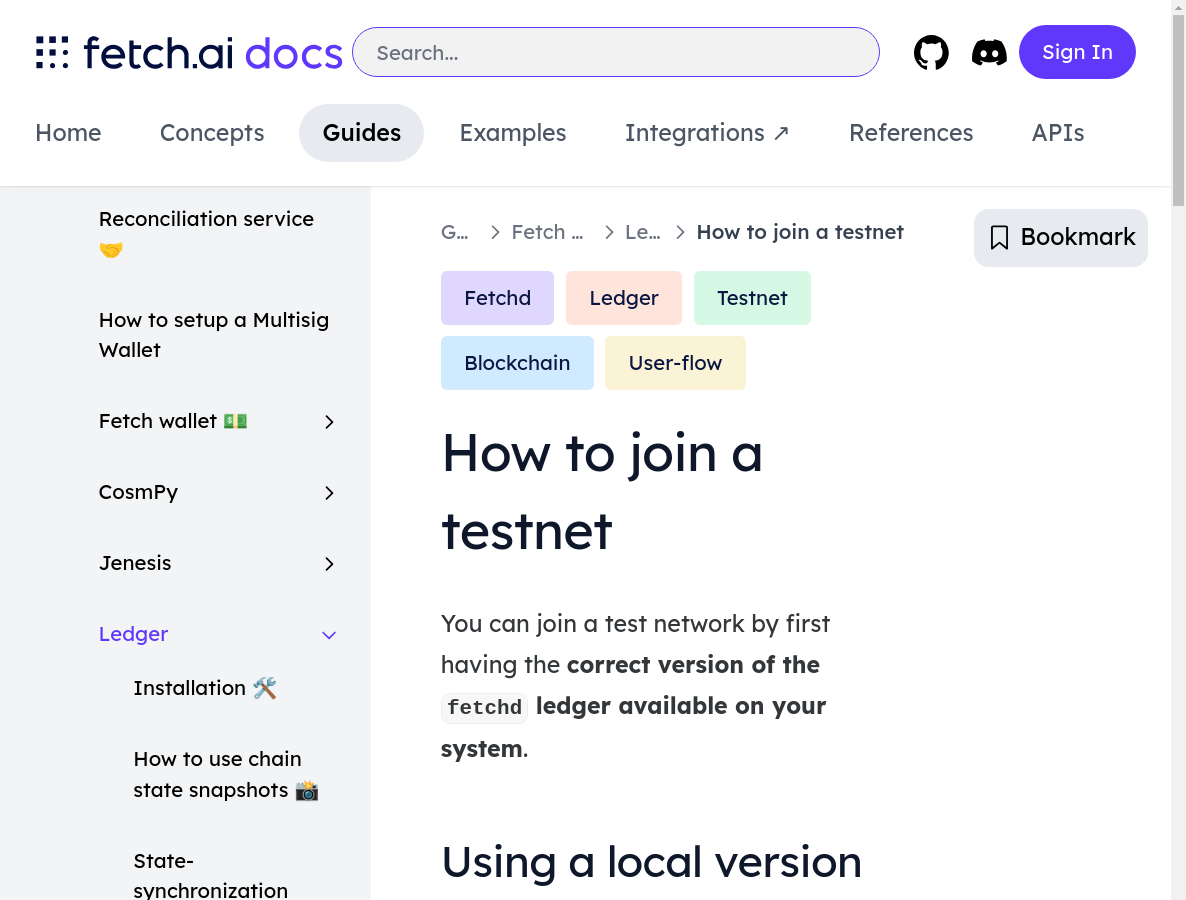 fetch.ai docs
Search...
Sign In
Home
Concepts
Guides
Examples
Integrations ↗
References
APIs
Reconciliation service
🤝
How to setup a Multisig
Wallet
Fetch wallet 💵
CosmPy
Jenesis
Ledger
Installation 🛠️
How to use chain
state snapshots 📸
State-
synchronization
G... > Fetch ... > Le... > How to join a testnet
Bookmark
Fetchd
Ledger
Testnet
Blockchain
User-flow
How to join a
testnet
You can join a test network by first
having the correct version of the
fetchd ledger available on your
system.
Using a local version